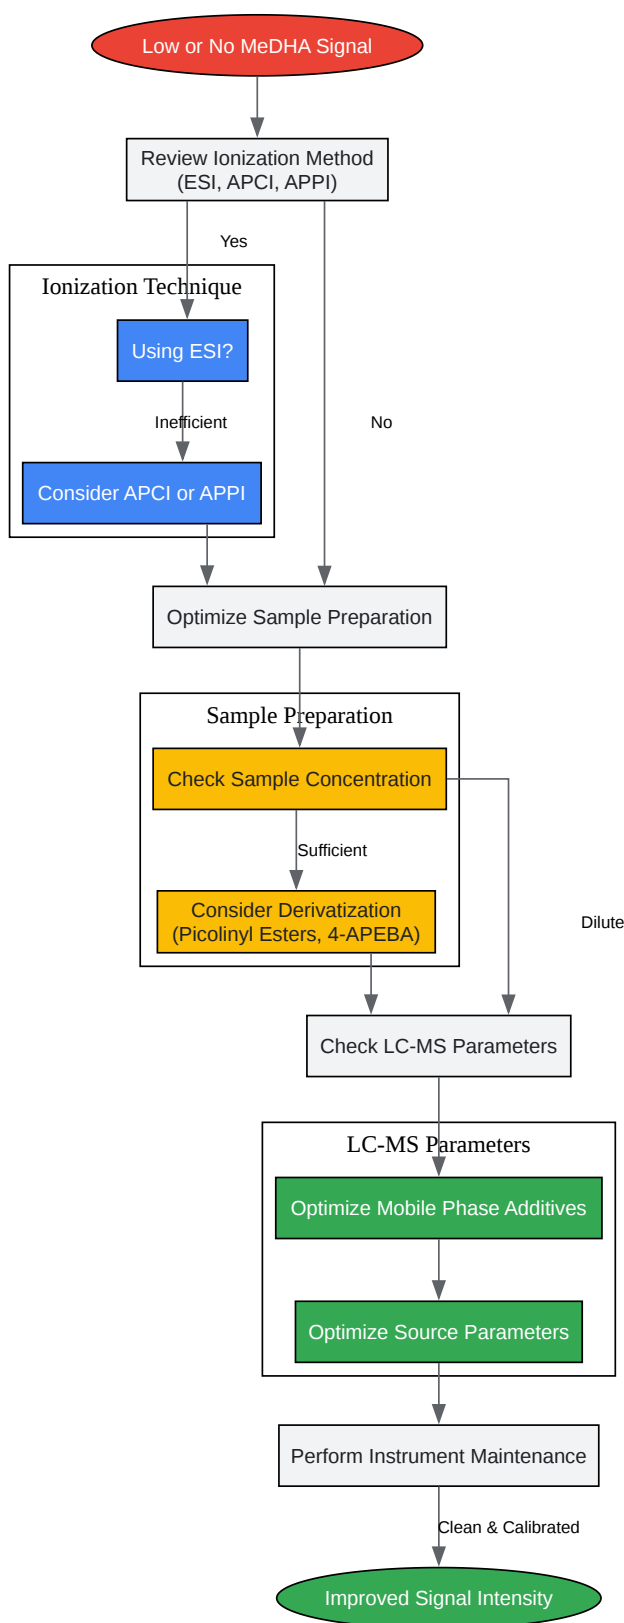 Low or No MeDHA Signal
Review Ionization Method
(ESI, APCI, APPI)
Yes
Ionization Technique
Using ESI?
Inefficient
No
Consider APCI or APPI
Optimize Sample Preparation
Sample Preparation
Check Sample Concentration
Sufficient
Consider Derivatization
(Picolinyl Esters, 4-APEBA)
Dilute
Check LC-MS Parameters
LC-MS Parameters
Optimize Mobile Phase Additives
Optimize Source Parameters
Perform Instrument Maintenance
Clean & Calibrated
Improved Signal Intensity